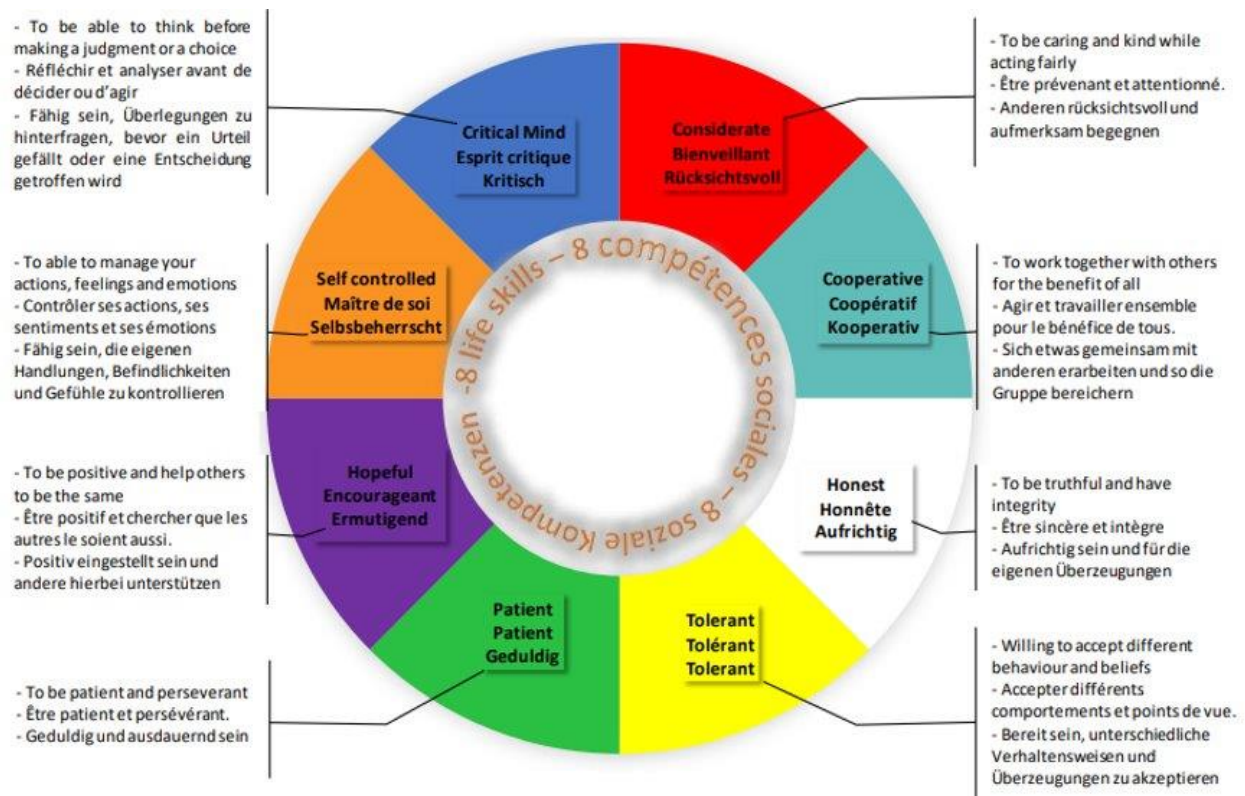 - To be able to think before
making a judgment or a choice
- Réfléchir et analyser avant de
décider ou d'agir
- Fähig sein, Überlegungen zu
hinterfragen, bevor ein Urteil
gefällt oder eine Entscheidung
getroffen wird
Critical Mind
Esprit critique
Kritisch
Considerate
Bienveillant
Rücksichtsvoll
- To be caring and kind while
acting fairly
- Être prévenant et attentionné.
- Anderen rücksichtsvoll und
aufmerksam begegnen
- To able to manage your
actions, feelings and emotions
- Contrôler ses actions, ses
sentiments et ses émotions
- Fähig sein, die eigenen
Handlungen, Befindlichkeiten
und Gefühle zu kontrollieren
Self controlled
Maître de soi
Selbsbeherrscht
-8 life skills – 8 compétences sociales – 8 soziale Kompetenzen
Cooperative
Coopératif
Kooperativ
- To work together with others
for the benefit of all
- Agir et travailler ensemble
pour le bénéfice de tous.
- Sich etwas gemeinsam mit
anderen erarbeiten und so die
Gruppe bereichern
- To be positive and help others
to be the same
- Être positif et chercher que les
autres le soient aussi.
- Positiv eingestellt sein und
andere hierbei unterstützen
Hopeful
Encourageant
Ermutigend
Honest
Honnête
Aufrichtig
- To be truthful and have
integrity
- Être sincère et intègre
- Aufrichtig sein und für die
eigenen Überzeugungen
- To be patient and perseverant
- Être patient et persévérant.
- Geduldig und ausdauernd sein
Patient
Patient
Geduldig
Tolerant
Tolérant
Tolerant
- Willing to accept different
behaviour and beliefs
- Accepter différents
comportements et points de vue.
- Bereit sein, unterschiedliche
Verhaltensweisen und
Überzeugungen zu akzeptieren